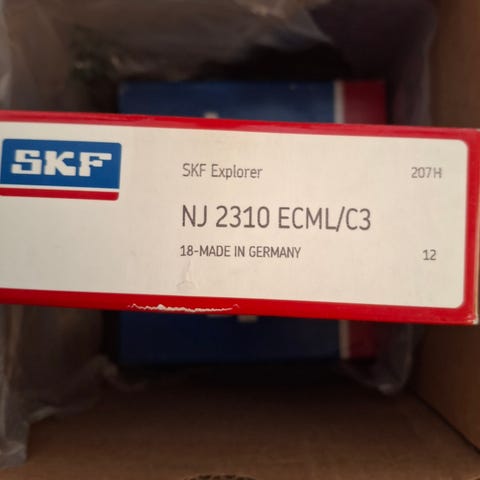 SKF
SKF Explorer 207H
NJ 2310 ECML/C3
18-MADE IN GERMANY 12